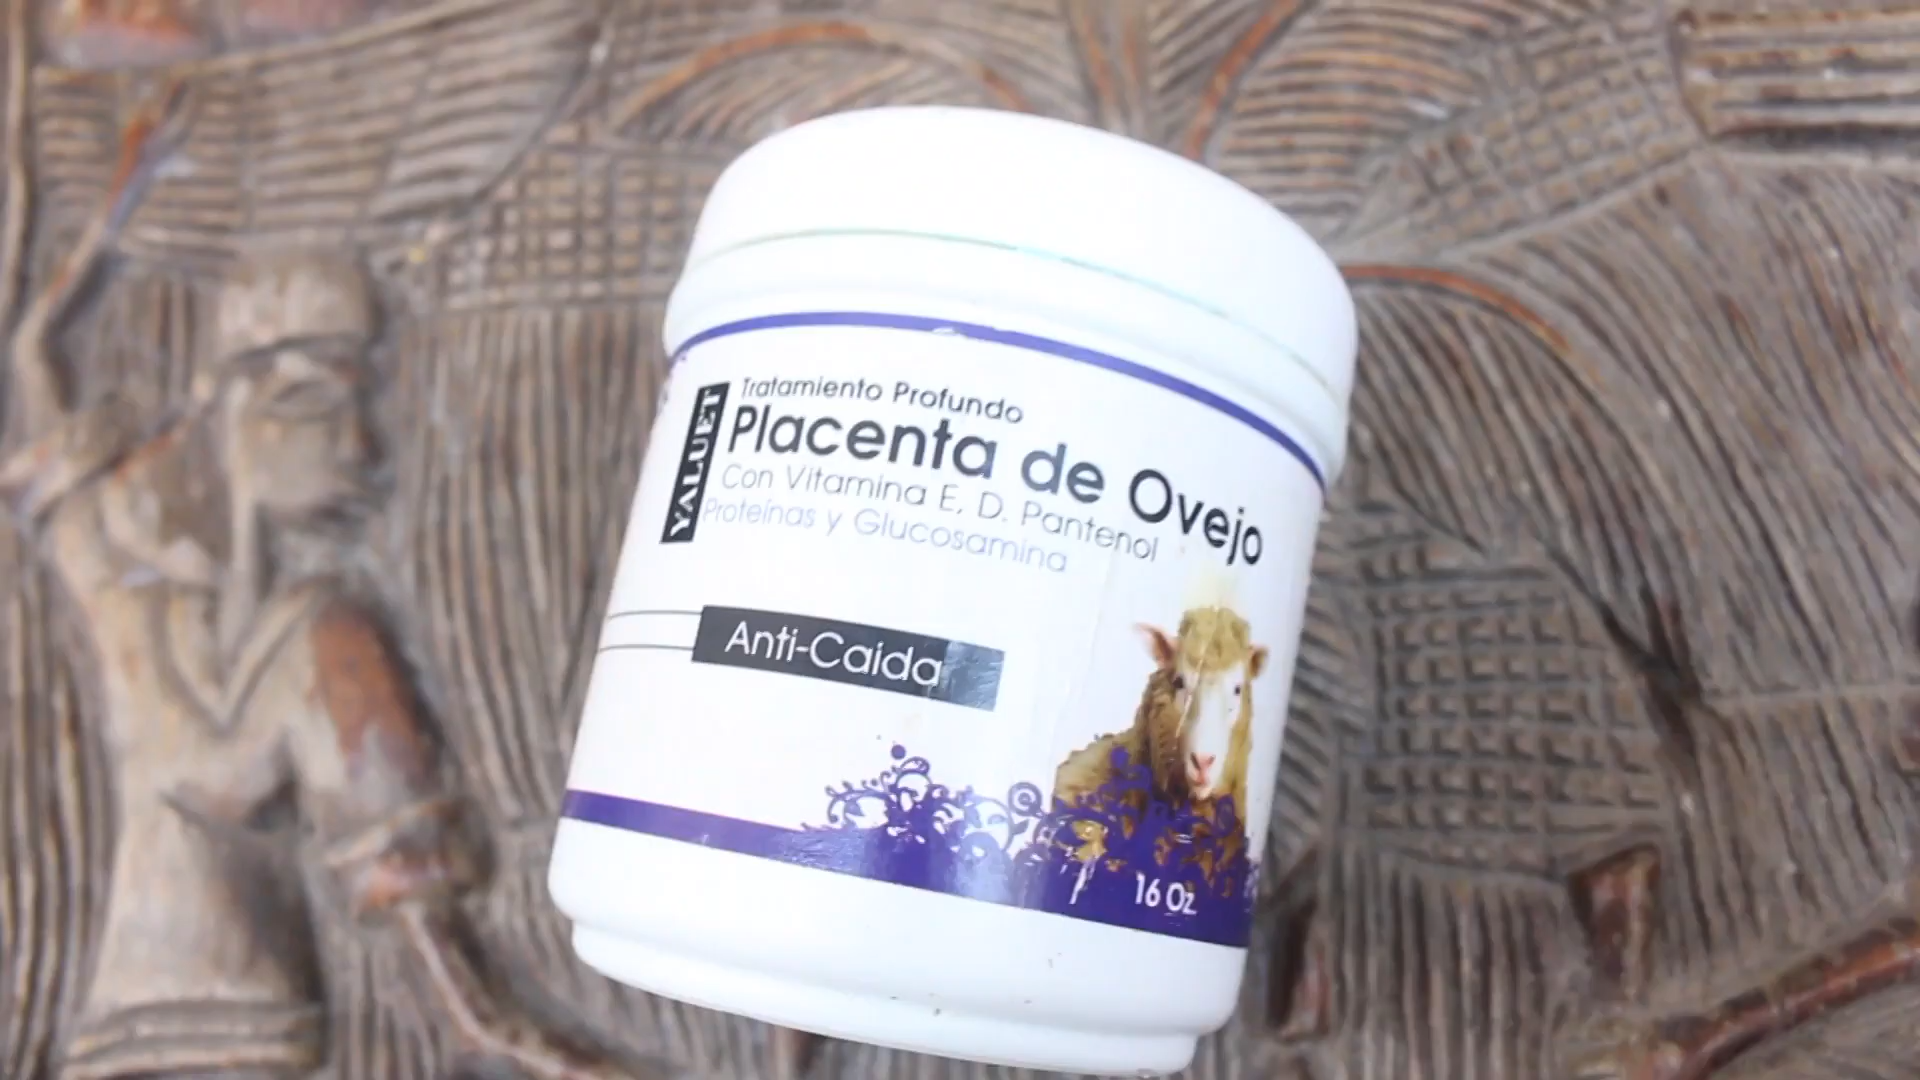 YALUET
Tratamiento Profundo
Placenta de Ovejo
Con Vitamina E, D. Pantenol
Proteínas y Glucosamina
Anti-Caida
16 Oz